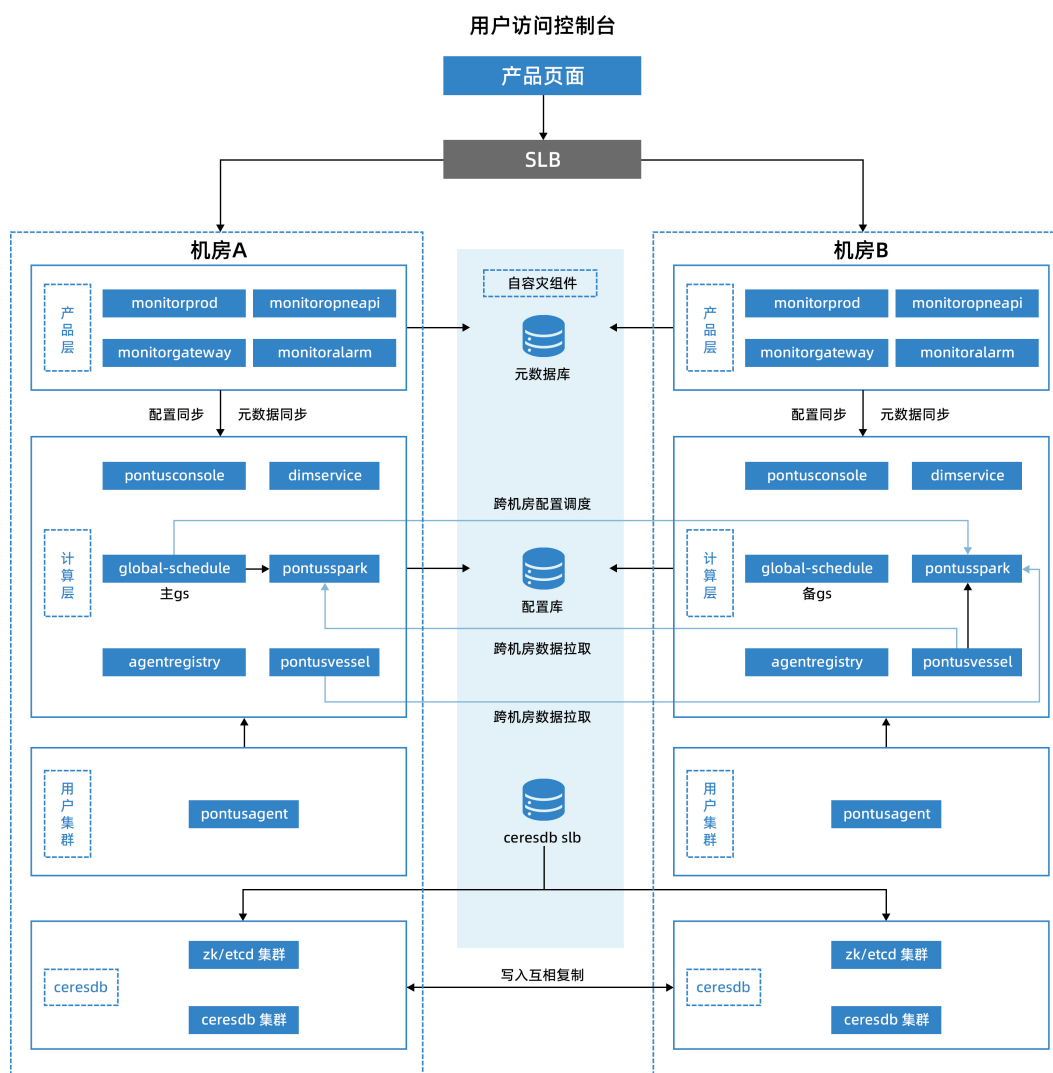 用户访问控制台
产品页面
SLB
机房A
产品层
monitorprod
monitoropneapi
monitorgateway
monitoralarm
配置同步
元数据同步
计算层
pontusconsole
dimservice
global-schedule
主gs
pontusspark
agentregistry
pontusvessel
用户集群
pontusagent
ceresdb
zk/etcd 集群
ceresdb 集群
自容灾组件
元数据库
跨机房配置调度
配置库
跨机房数据拉取
跨机房数据拉取
ceresdb slb
写入互相复制
机房B
产品层
monitorprod
monitoropneapi
monitorgateway
monitoralarm
配置同步
元数据同步
计算层
pontusconsole
dimservice
global-schedule
备gs
pontusspark
agentregistry
pontusvessel
用户集群
pontusagent
ceresdb
zk/etcd 集群
ceresdb 集群